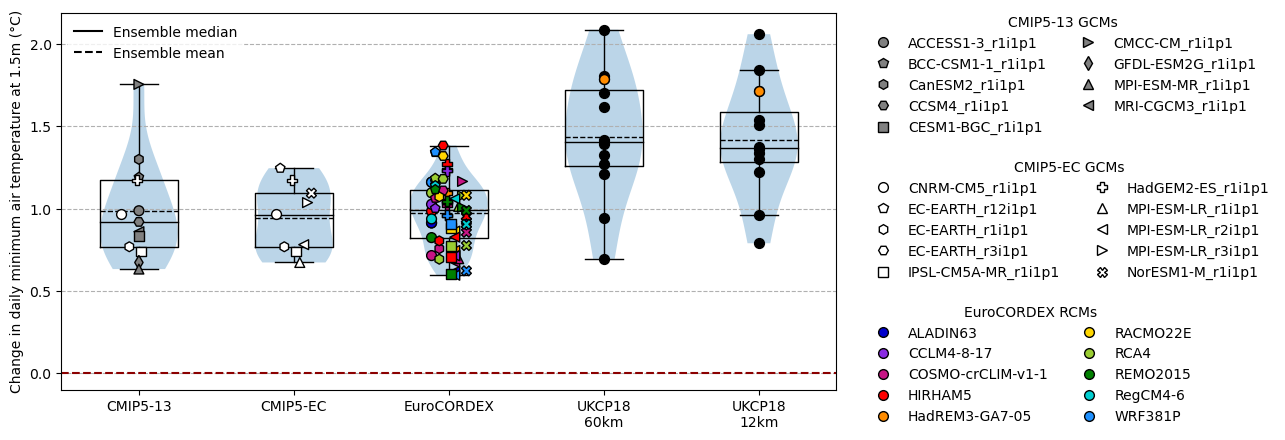 Change in daily minimum air temperature at 1.5m (°C)
2.0
1.5
1.0
0.5
0.0
Ensemble median
Ensemble mean
CMIP5-13
CMIP5-EC
EuroCORDEX
UKCP18
60km
UKCP18
12km
CMIP5-13 GCMs
ACCESS1-3_r1i1p1
BCC-CSM1-1_r1i1p1
CanESM2_r1i1p1
CCSM4_r1i1p1
CESM1-BGC_r1i1p1
CMCC-CM_r1i1p1
GFDL-ESM2G_r1i1p1
MPI-ESM-MR_r1i1p1
MRI-CGCM3_r1i1p1
CMIP5-EC GCMs
CNRM-CM5_r1i1p1
EC-EARTH_r12i1p1
EC-EARTH_r1i1p1
EC-EARTH_r3i1p1
IPSL-CM5A-MR_r1i1p1
HadGEM2-ES_r1i1p1
MPI-ESM-LR_r1i1p1
MPI-ESM-LR_r2i1p1
MPI-ESM-LR_r3i1p1
NorESM1-M_r1i1p1
EuroCORDEX RCMs
ALADIN63
CCLM4-8-17
COSMO-crCLIM-v1-1
HIRHAM5
HadREM3-GA7-05
RACMO22E
RCA4
REMO2015
RegCM4-6
WRF381P